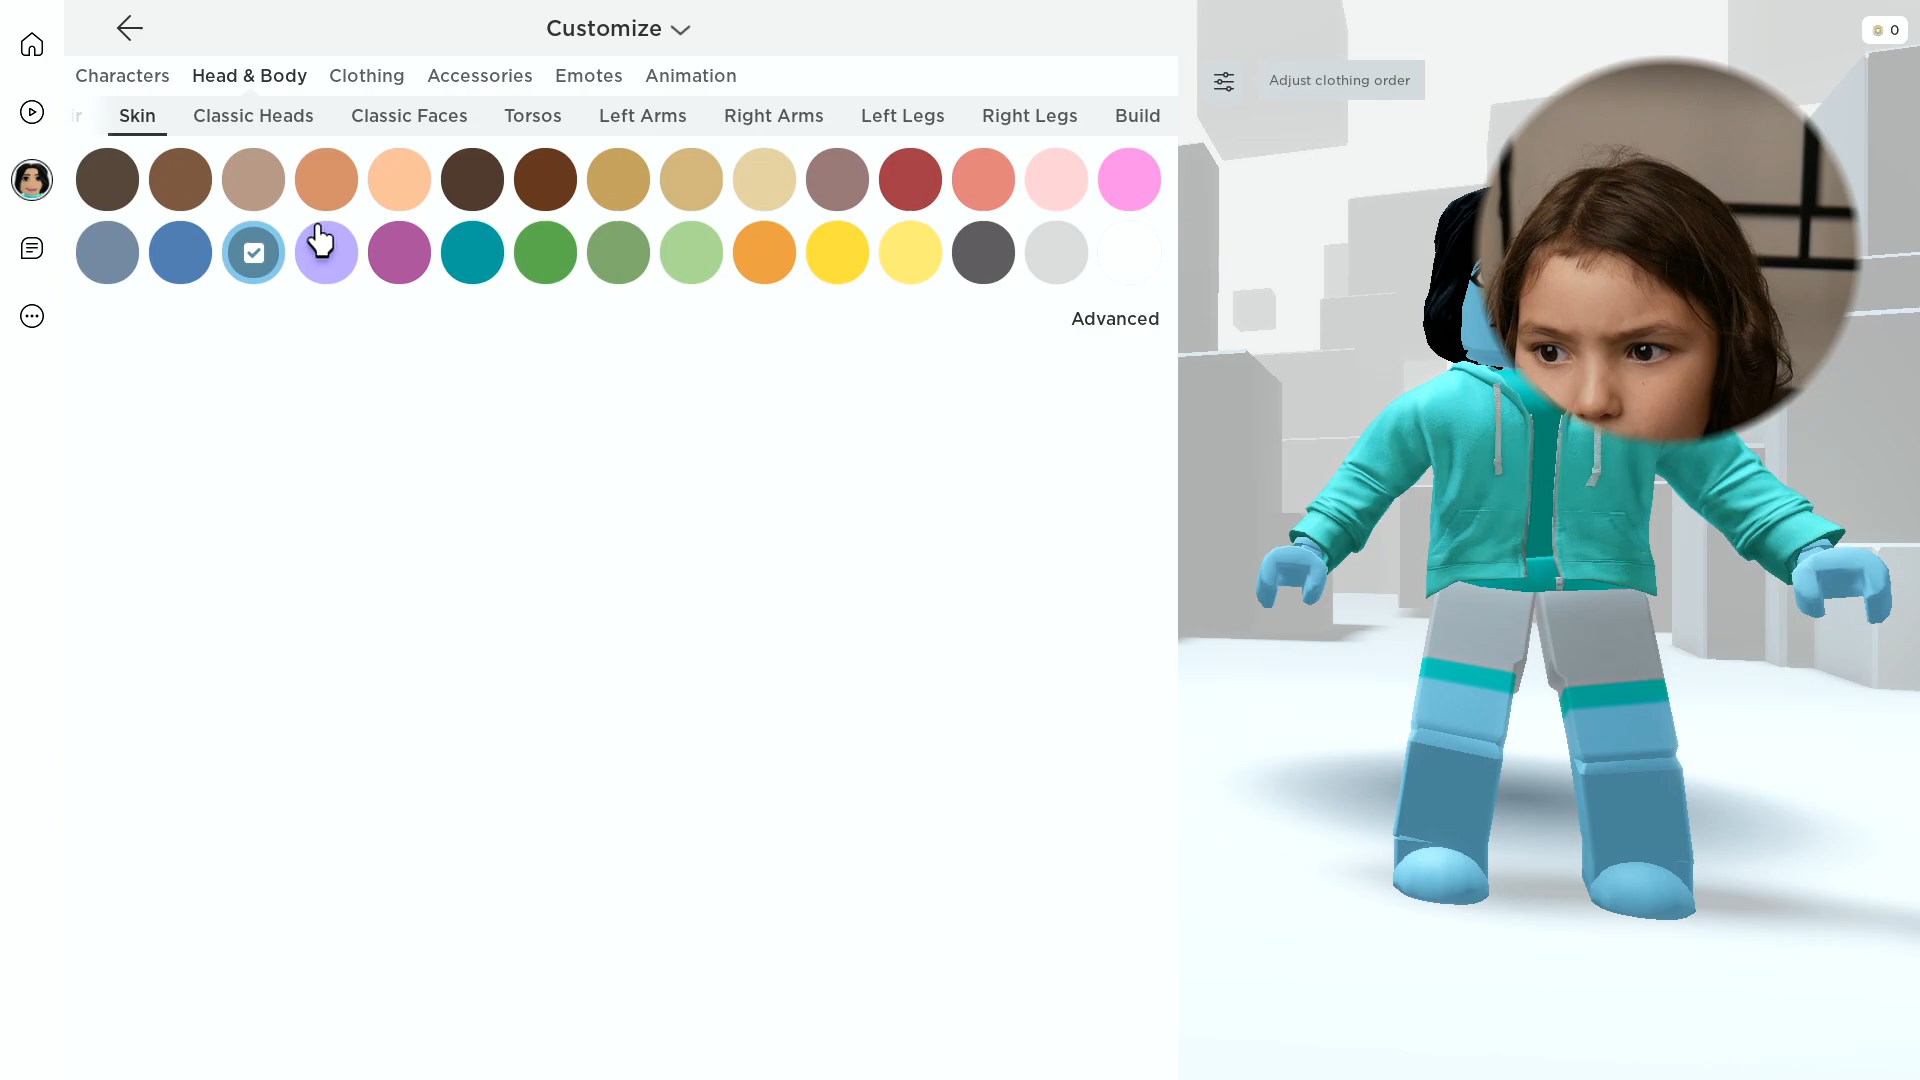 Customize
0
Characters Head & Body Clothing Accessories Emotes Animation
Adjust clothing order
Skin Classic Heads Classic Faces Torsos Left Arms Right Arms Left Legs Right Legs Build
Advanced